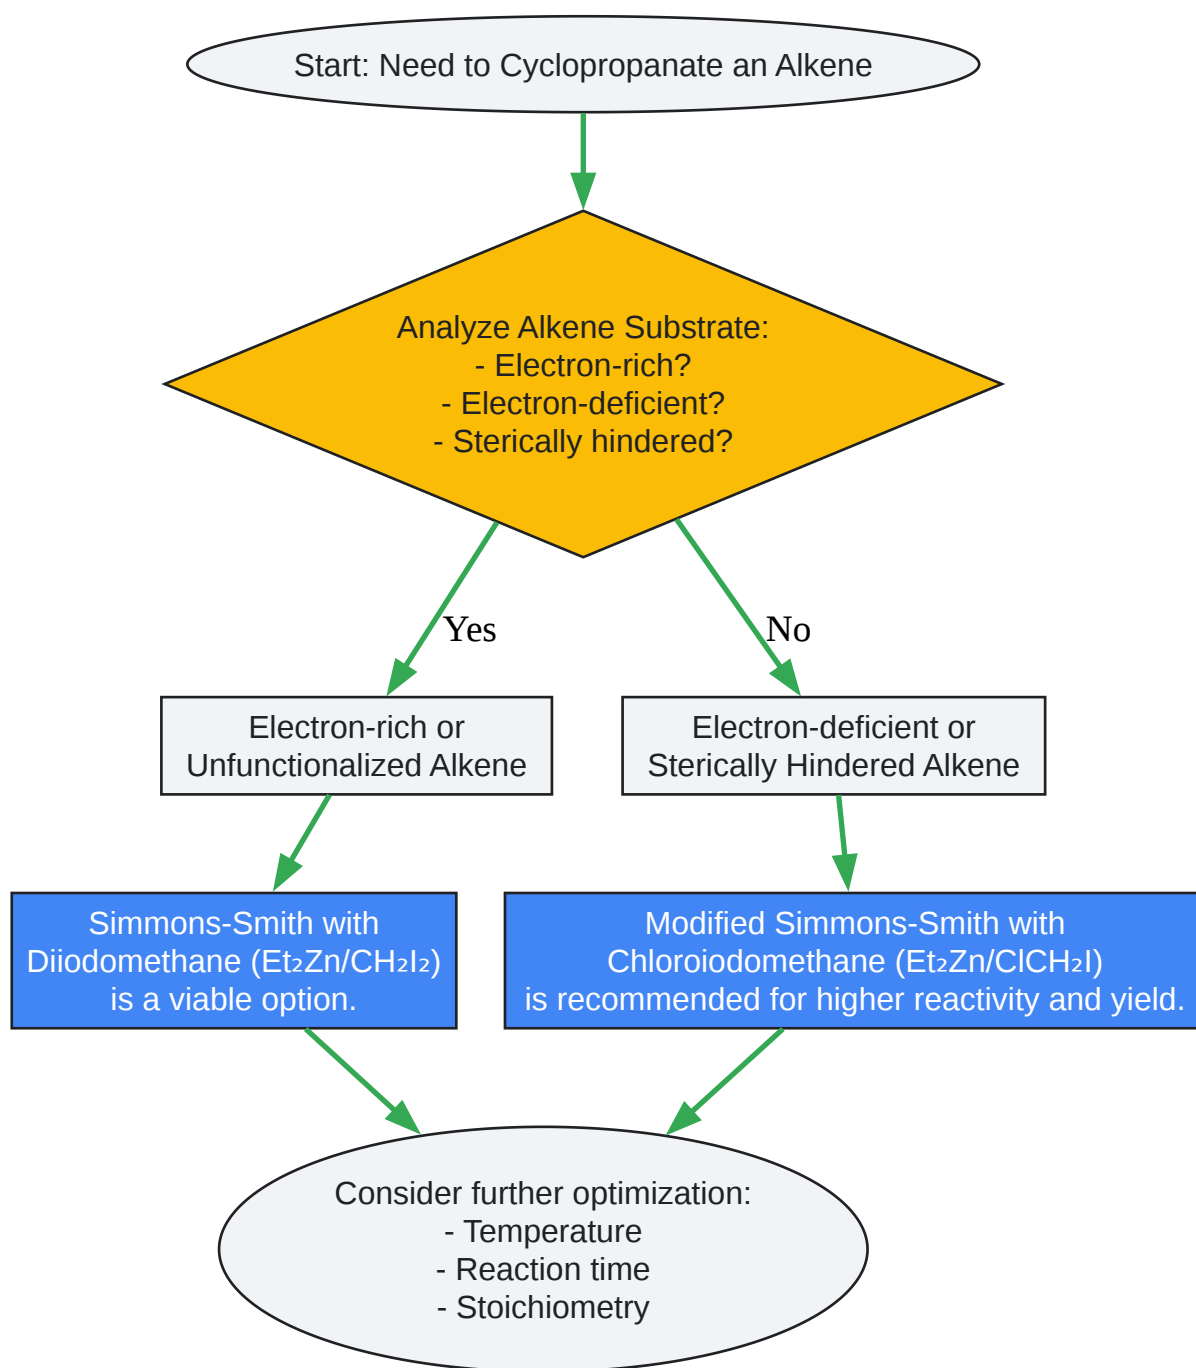 Start: Need to Cyclopropanate an Alkene
Analyze Alkene Substrate:
- Electron-rich?
- Electron-deficient?
- Sterically hindered?
Yes
No
Electron-rich or
Unfunctionalized Alkene
Electron-deficient or
Sterically Hindered Alkene
Simmons-Smith with
Diiodomethane (Et₂Zn/CH₂I₂)
is a viable option.
Modified Simmons-Smith with
Chloroiodomethane (Et₂Zn/ClCH₂I)
is recommended for higher reactivity and yield.
Consider further optimization:
- Temperature
- Reaction time
- Stoichiometry